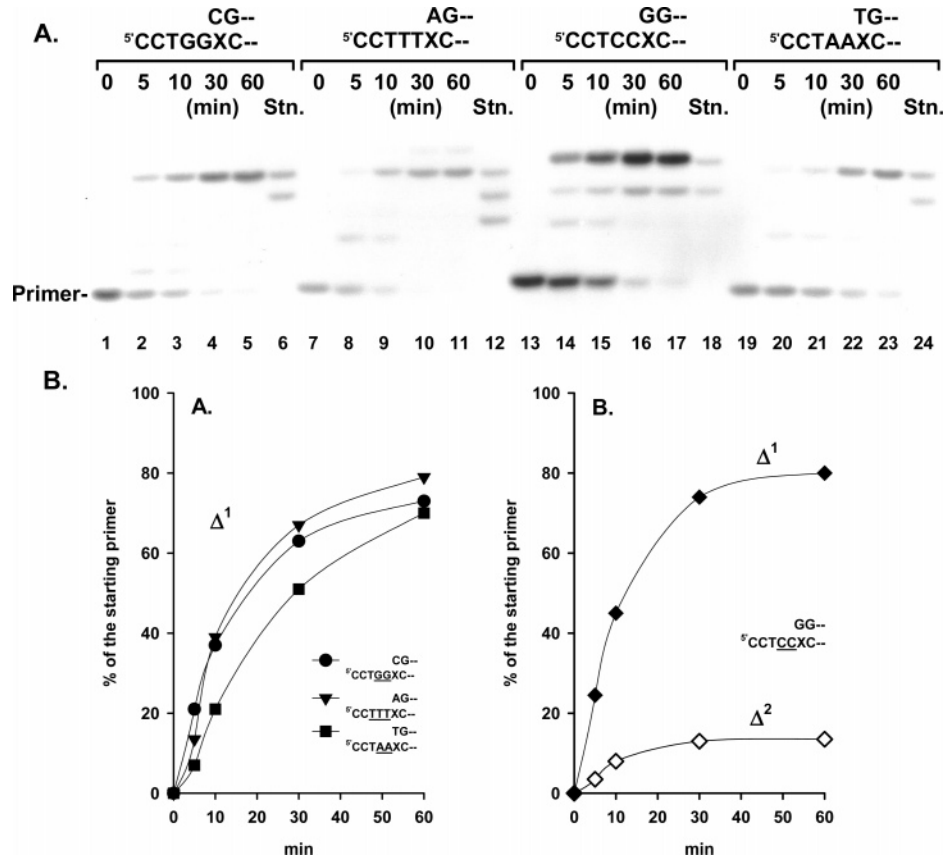 A.
CG-- AG-- GG-- TG--
5'CCTGGXC-- 5'CCTTTXC-- 5'CCTCCXC-- 5'CCTAAXC--
0 5 10 30 60 0 5 10 30 60 0 5 10 30 60 0 5 10 30 60
(min) Stn. (min) Stn. (min) Stn. (min) Stn.
Primer-
1 2 3 4 5 6 7 8 9 10 11 12 13 14 15 16 17 18 19 20 21 22 23 24
B.
A.
% of the starting primer
100
80
60
40
20
0
Δ1
CG--
5'CCTGGXC--
AG--
5'CCTTTXC--
TG--
5'CCTAAXC--
0 10 20 30 40 50 60
min
B.
% of the starting primer
100
80
60
40
20
0
Δ1
GG--
5'CCTCCXC--
Δ2
0 10 20 30 40 50 60
min